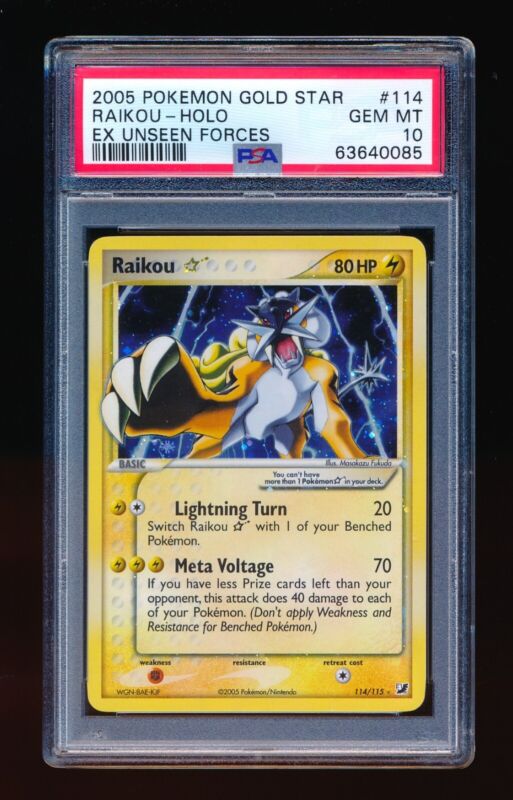 2005 POKEMON GOLD STAR #114
RAIKOU - HOLO GEM MT
EX UNSEEN FORCES 10
PSA 63640085
Raikou ☆ 80 HP
Illus. Masakazu Fukuda
BASIC
You can't have
more than 1 Pokémon☆ in your deck.
Lightning Turn 20
Switch Raikou ☆ with 1 of your Benched
Pokémon.
Meta Voltage 70
If you have less Prize cards left than your
opponent, this attack does 40 damage to each
of your Pokémon. (Don't apply Weakness and
Resistance for Benched Pokémon.)
weakness resistance retreat cost
WGN-BAE-KJF ©2005 Pokémon/Nintendo 114/115